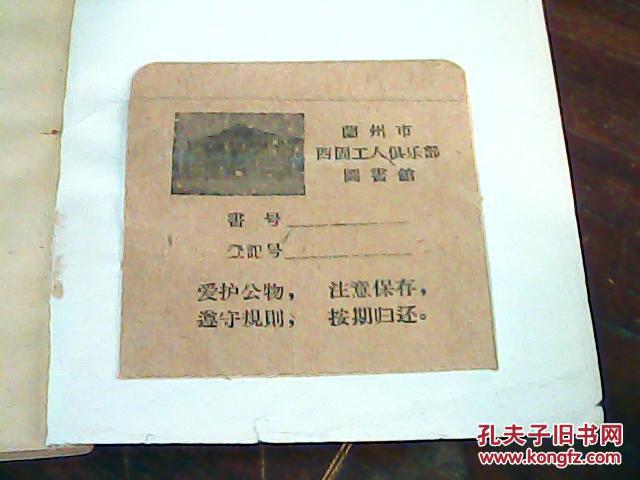 蘭州市
西固工人俱乐部
圖書館
書号
登記号
爱护公物， 注意保存，
遵守規則； 按期归还。
孔夫子旧书网
www.kongfz.com